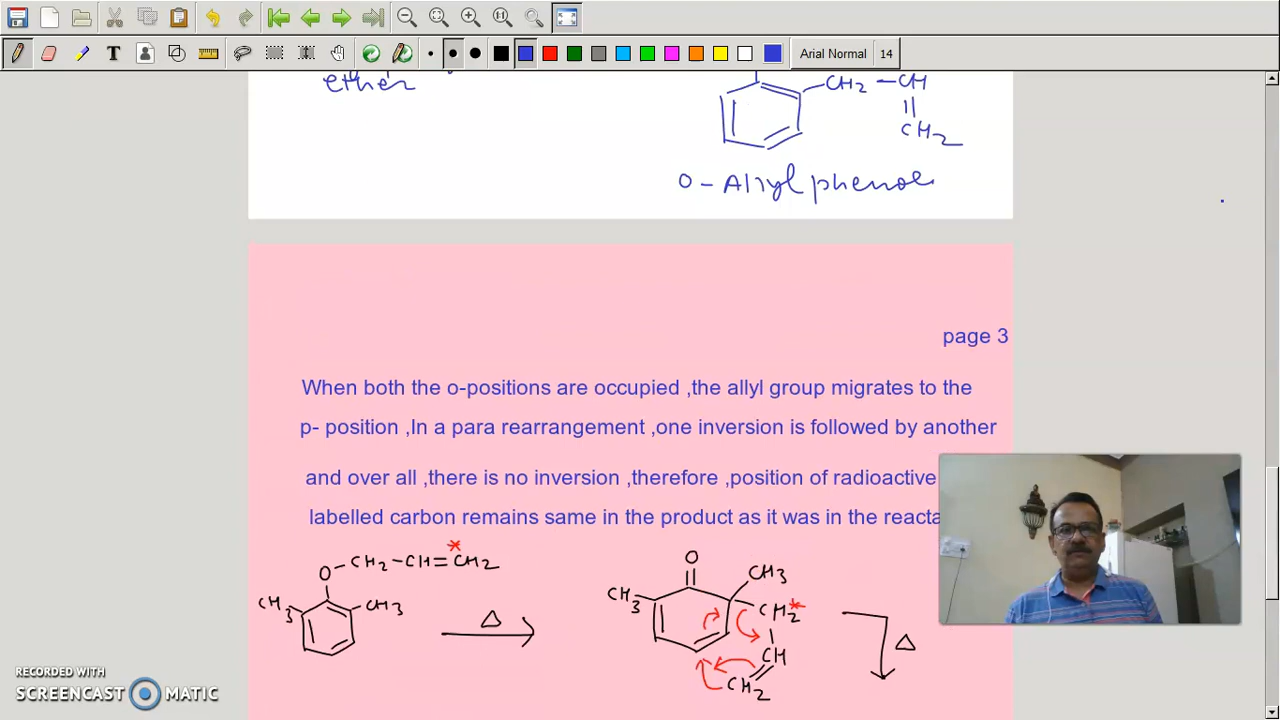 Arial Normal 14
ether
CH2 - CH
||
CH2
O - Allyl phenol
page 3
When both the o-positions are occupied ,the allyl group migrates to the
p- position ,In a para rearrangement ,one inversion is followed by another
and over all ,there is no inversion ,therefore ,position of radioactive
labelled carbon remains same in the product as it was in the reacta
O - CH2 - CH = CH2 *
CH3 CH3
Δ
O
CH3 CH3
CH2 *
CH
CH2
Δ
RECORDED WITH
SCREENCAST MATIC